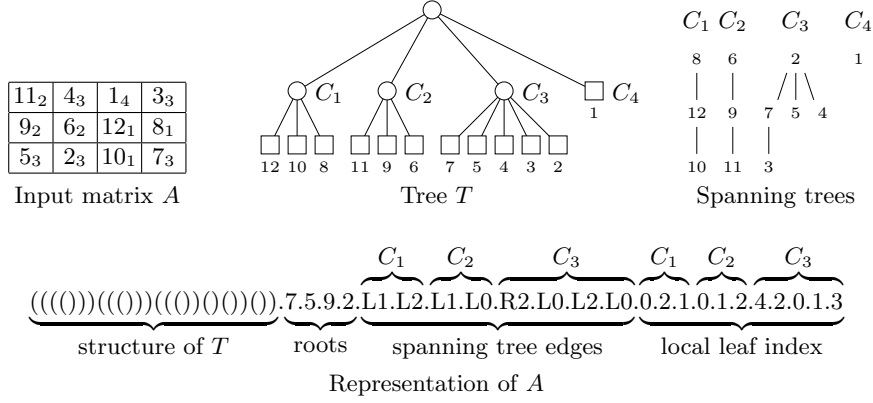 C₁ C₂ C₃ C₄
8 6 2 1
12 9 7 5 4
10 11 3
Spanning trees
C₁ C₂ C₃ C₄
1
12 10 8 11 9 6 7 5 4 3 2
Tree T
11₂ 4₃ 1₄ 3₃
9₂ 6₂ 12₁ 8₁
5₃ 2₃ 10₁ 7₃
Input matrix A
C₁ C₂ C₃ C₁ C₂ C₃
(((()))((()))((())()())()).7.5.9.2.L1.L2.L1.L0.R2.L0.L2.L0.0.2.1.0.1.2.4.2.0.1.3
structure of T roots spanning tree edges local leaf index
Representation of A